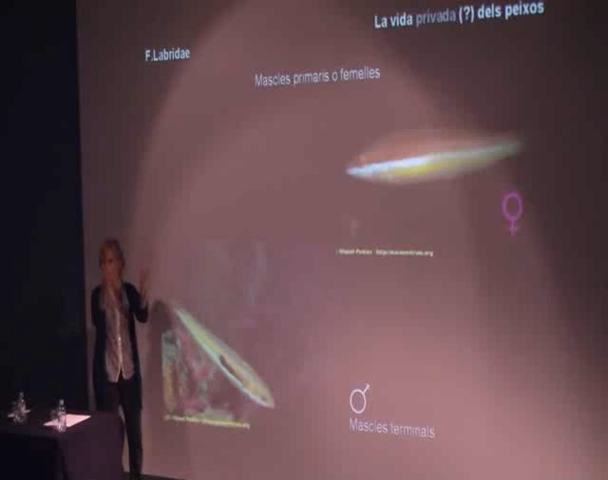 La vida privada (?) dels peixos
F.Labridae
Mascles primaris o femelles
♀
♂
Mascles terminals